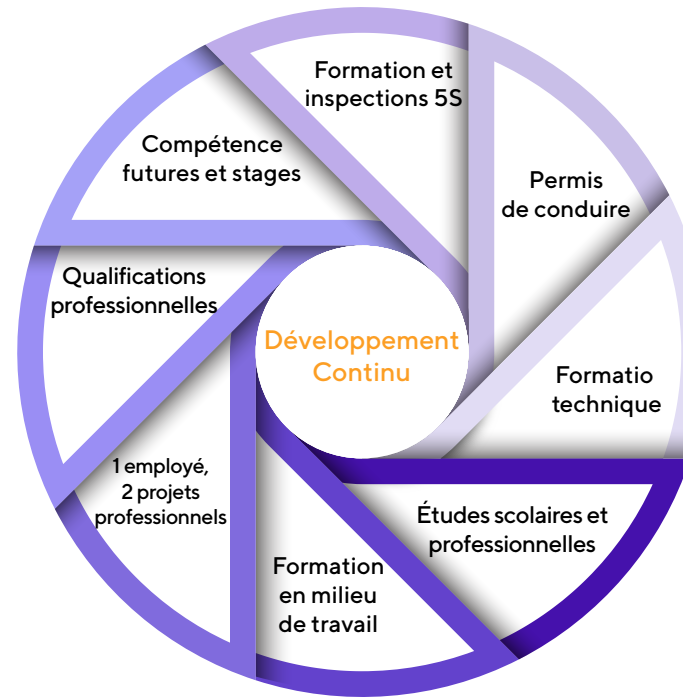 Formation et
inspections 5S
Permis
de conduire
Formatio
technique
Études scolaires et
professionnelles
Formation
en milieu
de travail
1 employé,
2 projets
professionnels
Qualifications
professionnelles
Compétence
futures et stages
Développement
Continu